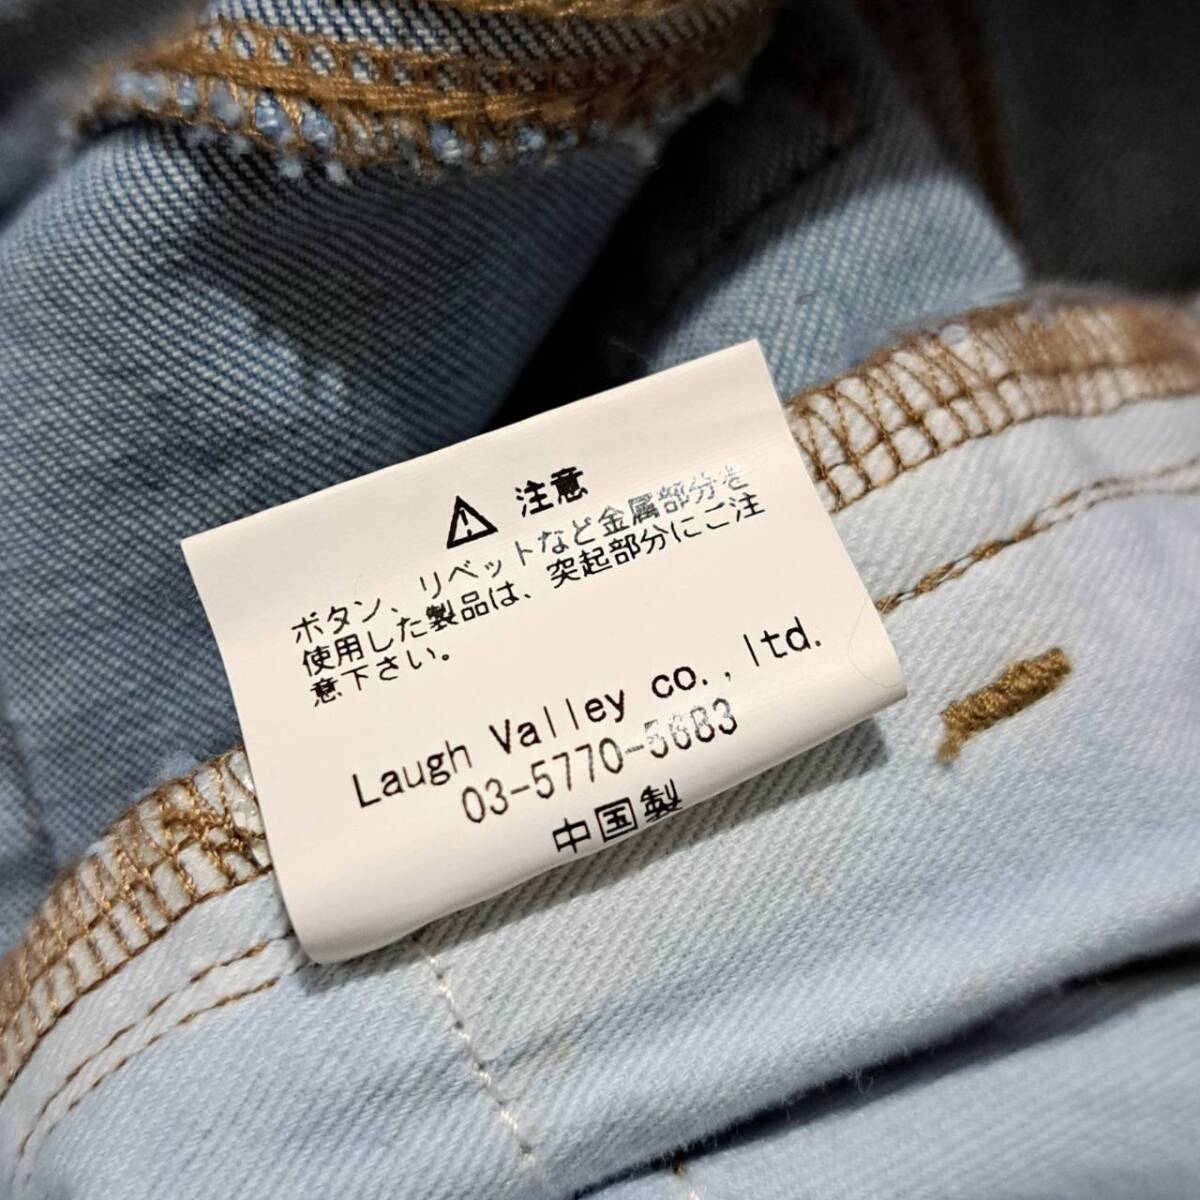 ⚠ 注意
ボタン、リベットなど金属部分を
使用した製品は、突起部分にご注
意下さい。
Laugh Valley co., ltd.
03-5770-5683
中国製